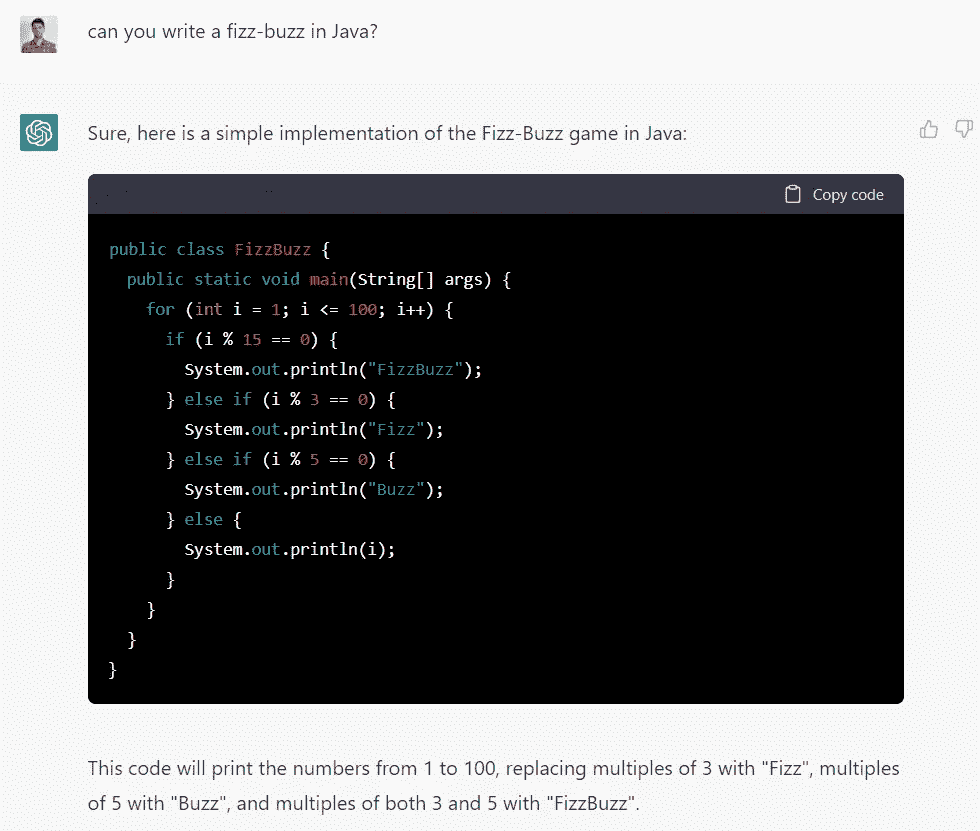 can you write a fizz-buzz in Java?
Sure, here is a simple implementation of the Fizz-Buzz game in Java:
Copy code
public class FizzBuzz {
  public static void main(String[] args) {
    for (int i = 1; i <= 100; i++) {
      if (i % 15 == 0) {
        System.out.println("FizzBuzz");
      } else if (i % 3 == 0) {
        System.out.println("Fizz");
      } else if (i % 5 == 0) {
        System.out.println("Buzz");
      } else {
        System.out.println(i);
      }
    }
  }
}
This code will print the numbers from 1 to 100, replacing multiples of 3 with "Fizz", multiples
of 5 with "Buzz", and multiples of both 3 and 5 with "FizzBuzz".